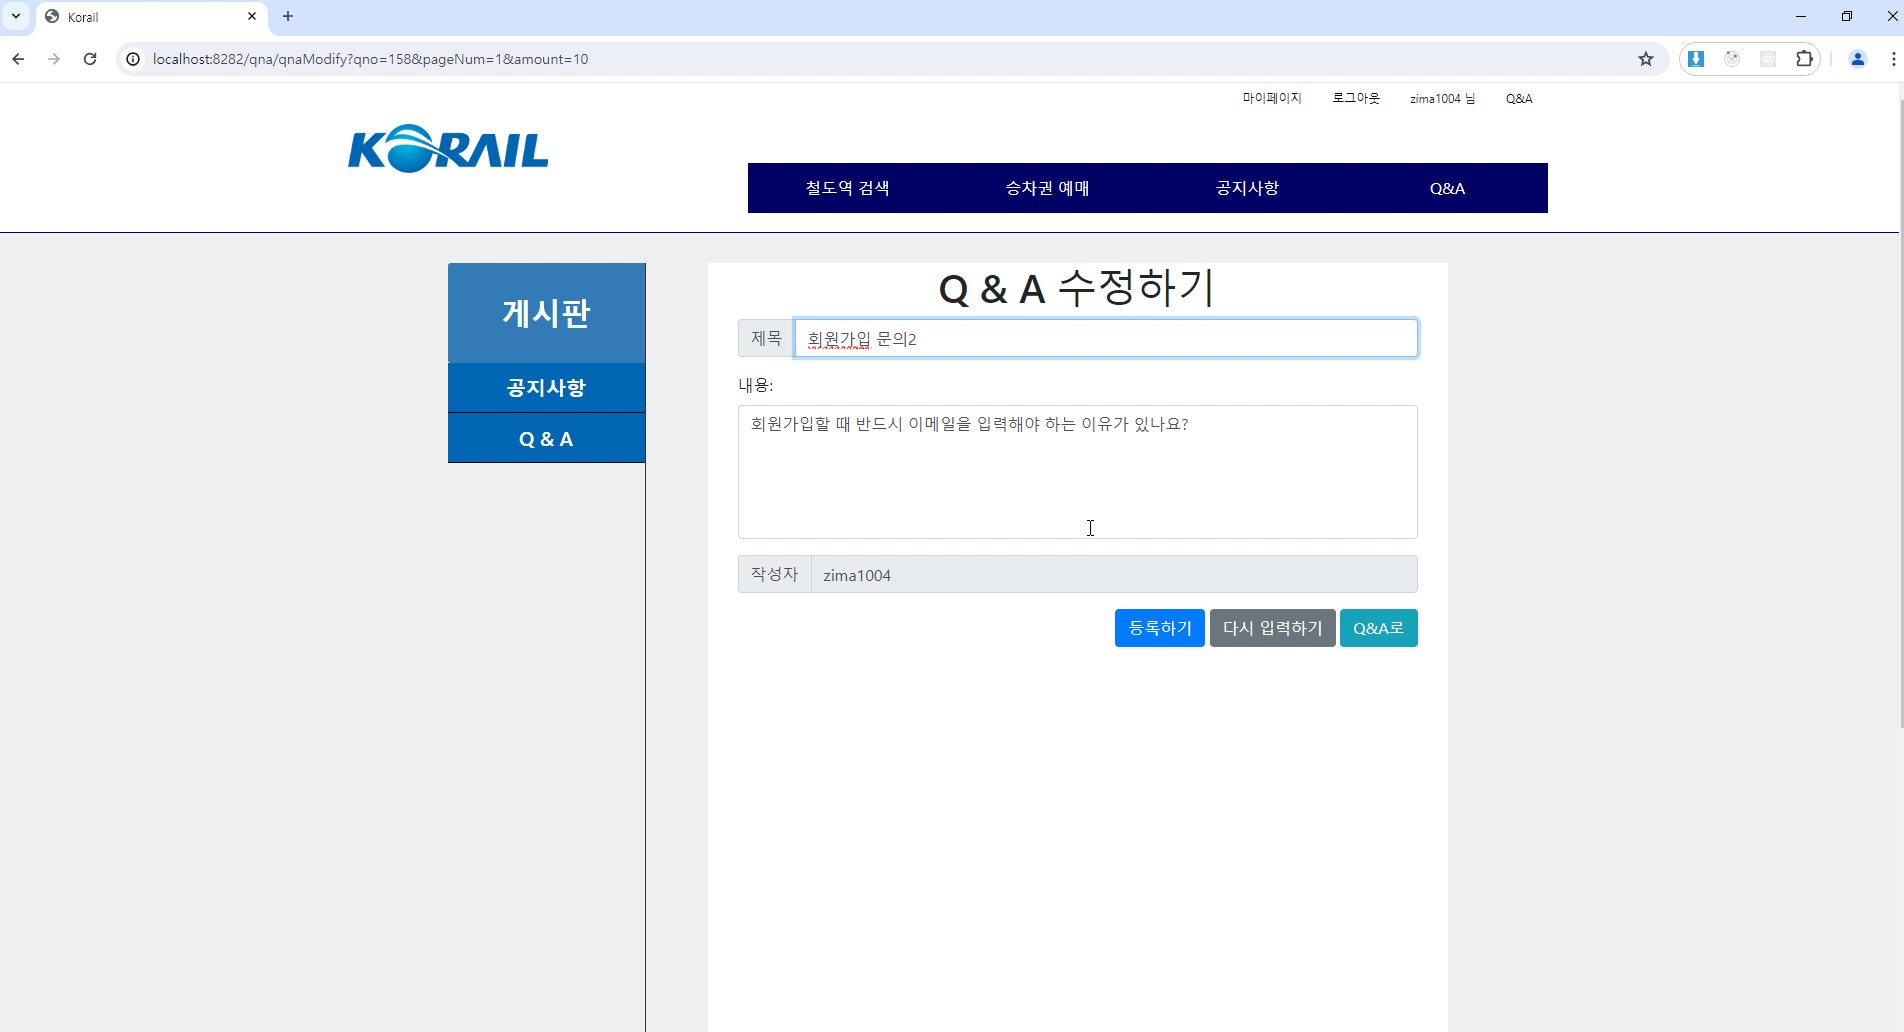 Korail
localhost:8282/qna/qnaModify?qno=158&pageNum=1&amount=10
마이페이지 로그아웃 zima1004 님 Q&A
KORAIL
철도역 검색 승차권 예매 공지사항 Q&A
게시판
공지사항
Q & A
Q & A 수정하기
제목 회원가입 문의2
내용:
회원가입할 때 반드시 이메일을 입력해야 하는 이유가 있나요?
작성자 zima1004
등록하기 다시 입력하기 Q&A로